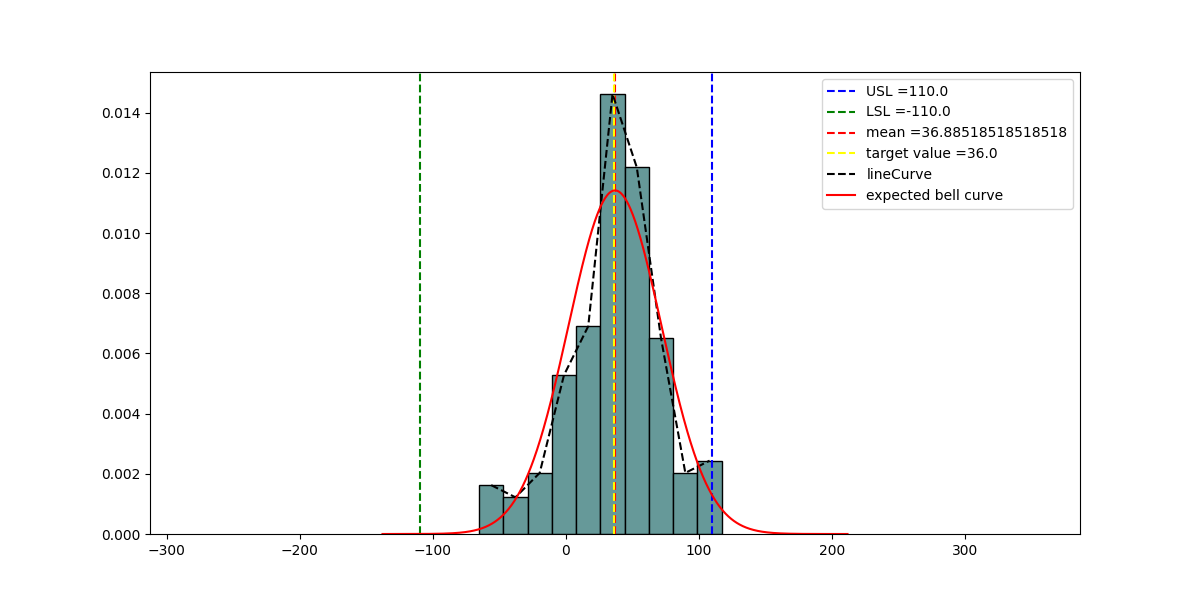 USL =110.0
LSL =-110.0
mean =36.88518518518518
target value =36.0
lineCurve
expected bell curve
0.014
0.012
0.010
0.008
0.006
0.004
0.002
0.000
−300 −200 −100 0 100 200 300